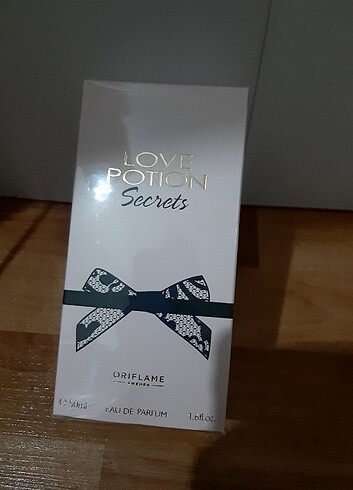 LOVE
POTION
Secrets
ORIFLAME
SWEDEN
EAU DE PARFUM
1.6fl.oz.